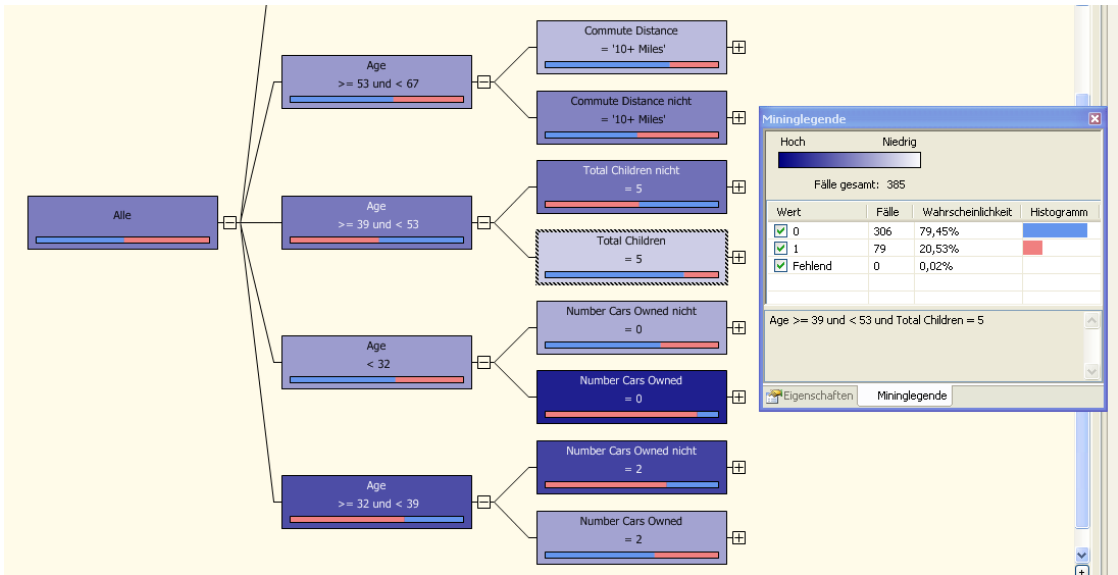 Alle
Age
>= 53 und < 67
Age
>= 39 und < 53
Age
< 32
Age
>= 32 und < 39
Commute Distance
= '10+ Miles'
Commute Distance nicht
= '10+ Miles'
Total Children nicht
= 5
Total Children
= 5
Number Cars Owned nicht
= 0
Number Cars Owned
= 0
Number Cars Owned nicht
= 2
Number Cars Owned
= 2
Mininglegende
Hoch Niedrig
Fälle gesamt: 385
Wert Fälle Wahrscheinlichkeit Histogramm
0 306 79,45%
1 79 20,53%
Fehlend 0 0,02%
Age >= 39 und < 53 und Total Children = 5
Eigenschaften Mininglegende